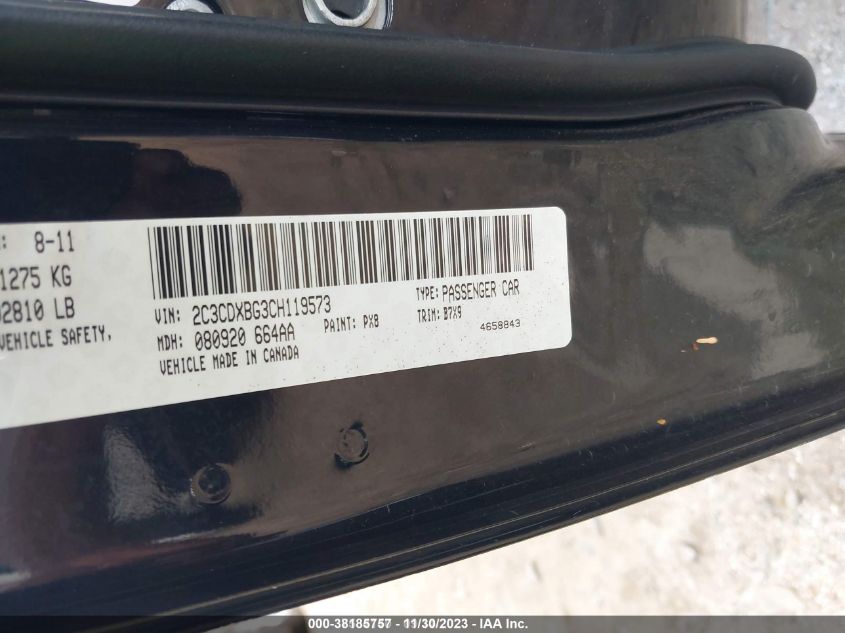 : 8-11
1275 KG
02810 LB
VEHICLE SAFETY,
VIN: 2C3CDXBG3CH119573
TYPE: PASSENGER CAR
MDH: 080920 664AA
PAINT: PX8
TRIM: B7X9
VEHICLE MADE IN CANADA
4658843
000-38185757 - 11/30/2023 - IAA Inc.